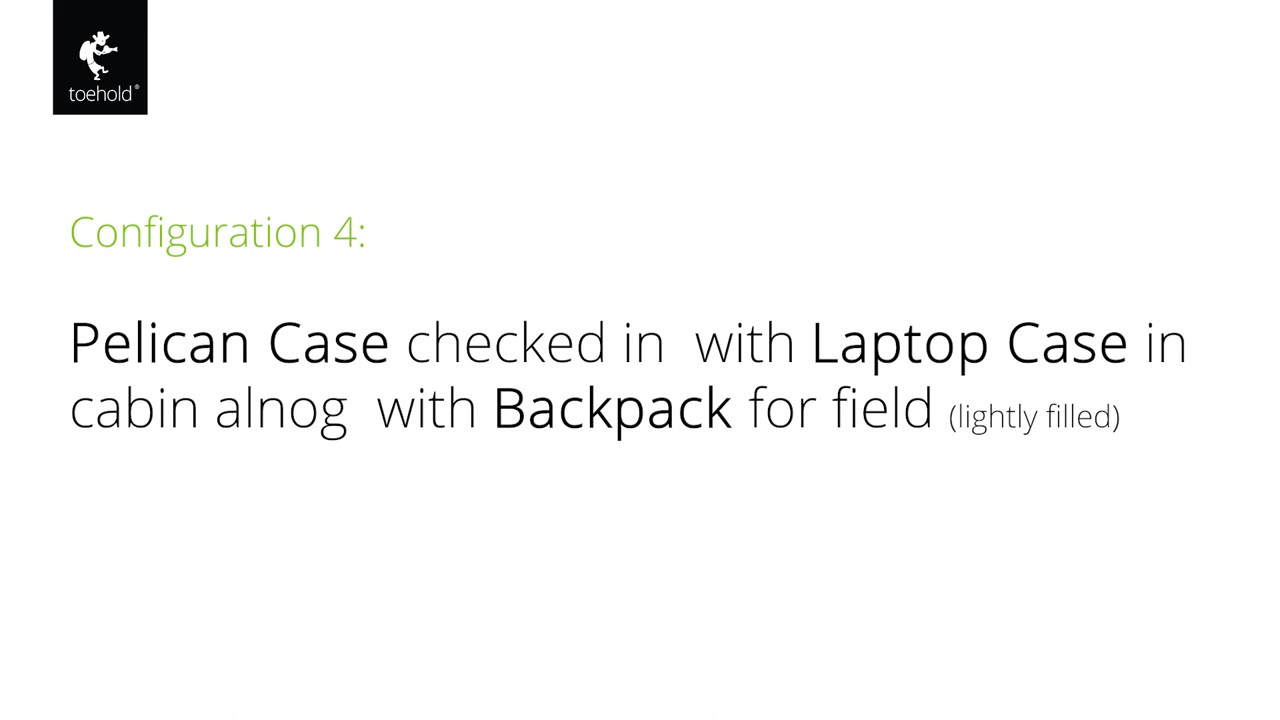 toehold®
Configuration 4:
Pelican Case checked in  with Laptop Case in
cabin alnog  with Backpack for field (lightly filled)